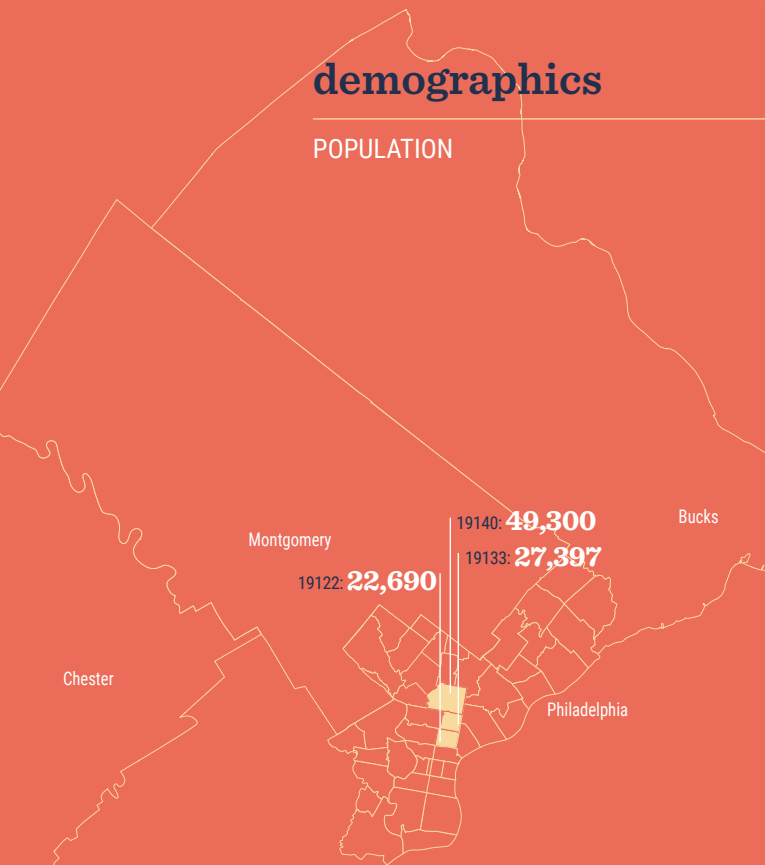 demographics
POPULATION
19140: 49,300
Bucks
Montgomery
19133: 27,397
19122: 22,690
Chester
Philadelphia